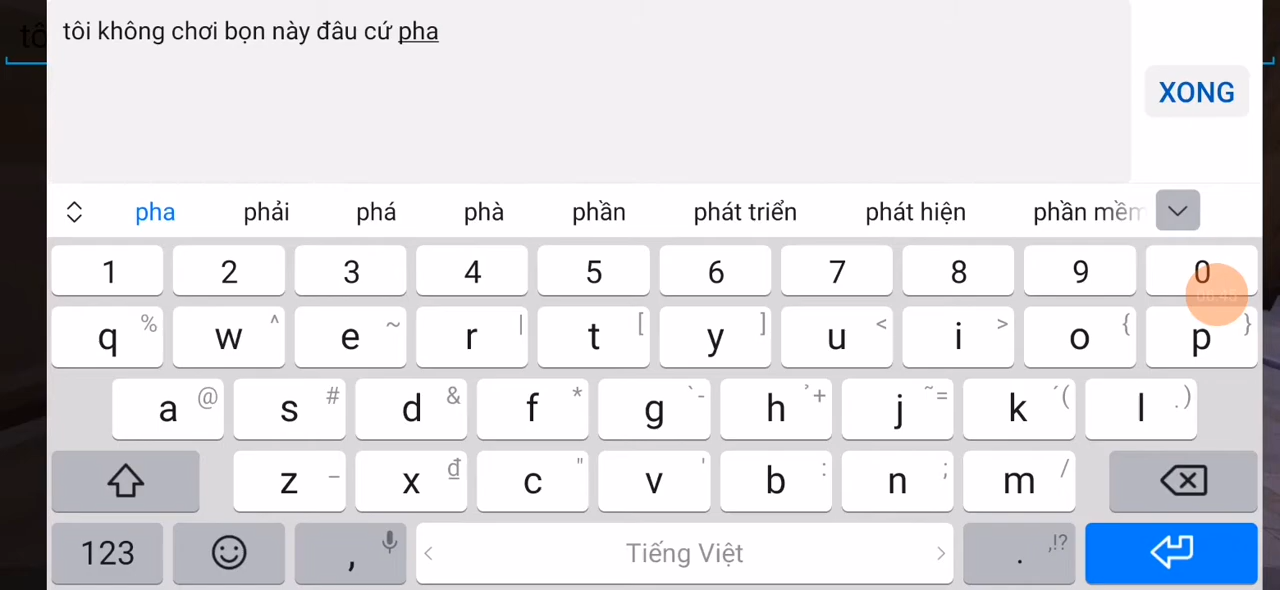 tôi không chơi bọn này đâu cứ pha
XONG
pha phải phá phà phần phát triển phát hiện phần mềm
1 2 3 4 5 6 7 8 9 0
q % w ^ e ~ r | t [ y ] u < i > o { p }
a @ s # d & f * g ` - h ̉ + j ˜ = k ´ ( l . )
z _ x đ c " v ' b : n ; m /
123 , < Tiếng Việt > . ,!?